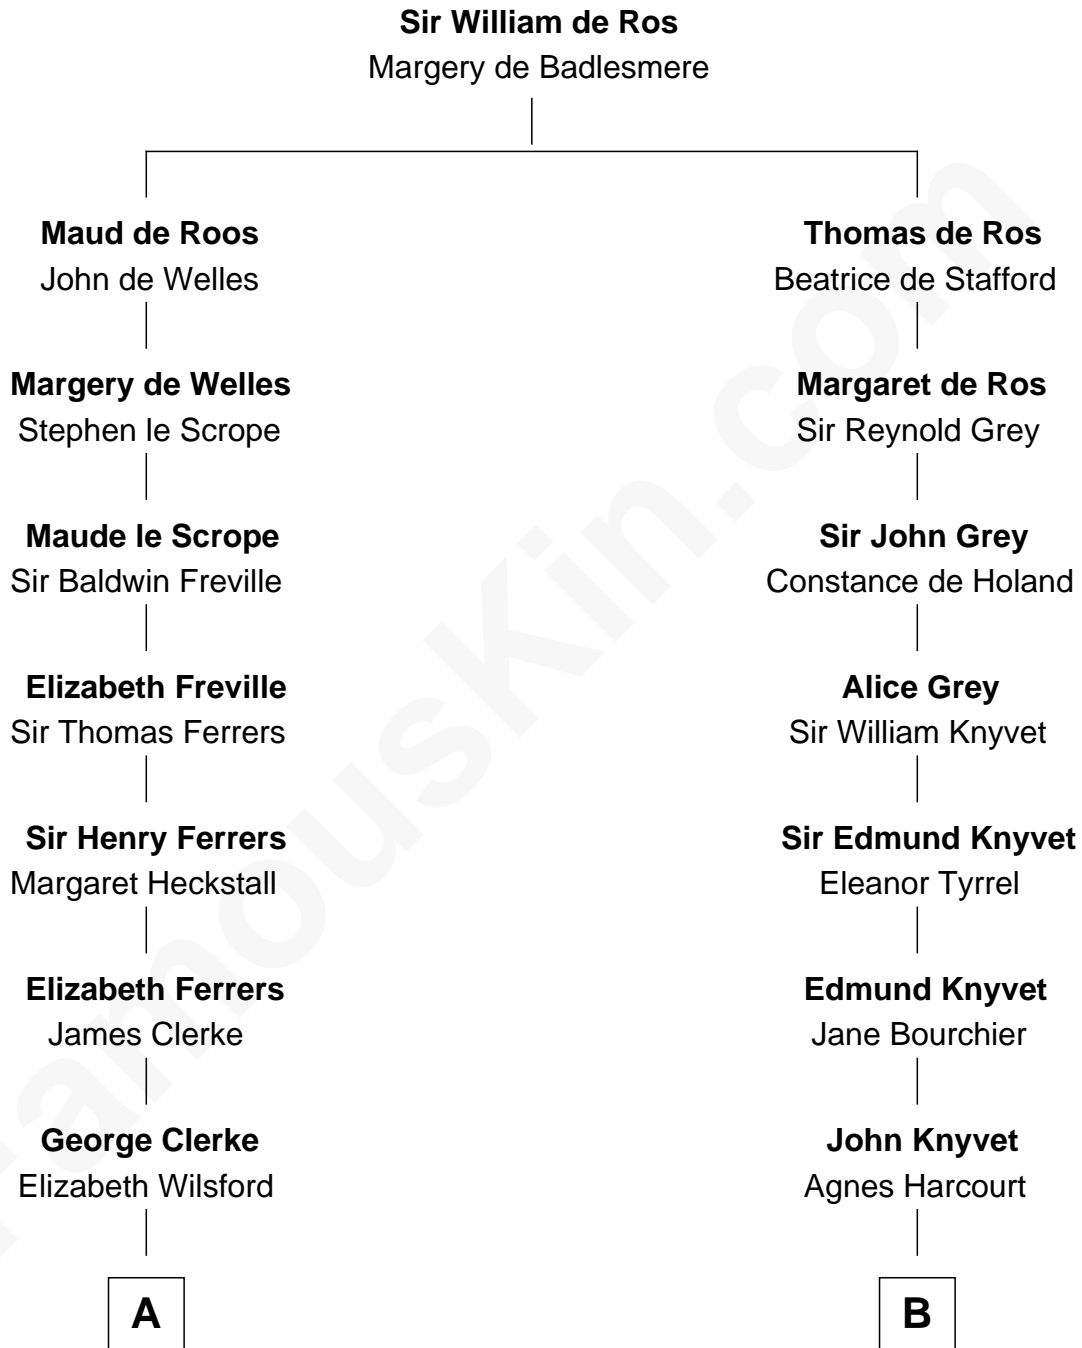 Sir William de Ros
Margery de Badlesmere
Maud de Roos
John de Welles
Thomas de Ros
Beatrice de Stafford
Margery de Welles
Stephen le Scrope
Margaret de Ros
Sir Reynold Grey
Maude le Scrope
Sir Baldwin Freville
Sir John Grey
Constance de Holand
Elizabeth Freville
Sir Thomas Ferrers
Alice Grey
Sir William Knyvet
Sir Henry Ferrers
Margaret Heckstall
Sir Edmund Knyvet
Eleanor Tyrrel
Elizabeth Ferrers
James Clerke
Edmund Knyvet
Jane Bourchier
George Clerke
Elizabeth Wilsford
John Knyvet
Agnes Harcourt
A
B
FamousKin.com